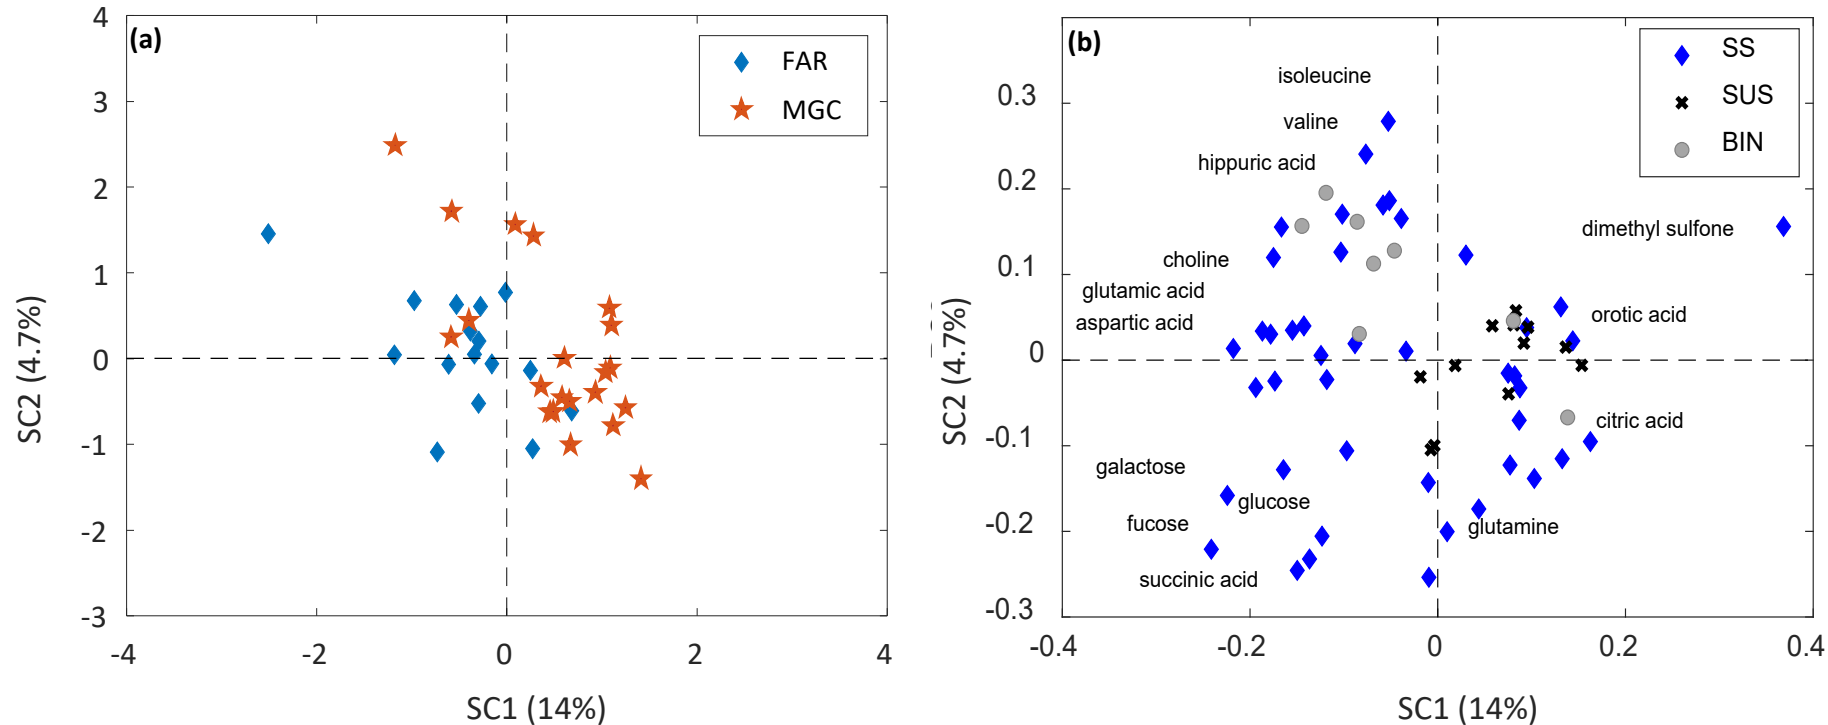 (a)
FAR
MGC
4
3
2
1
0
-1
-2
-3
-4
-2
0
2
4
SC2 (4.7%)
SC1 (14%)
(b)
SS
SUS
BIN
isoleucine
valine
hippuric acid
dimethyl sulfone
choline
glutamic acid
aspartic acid
orotic acid
citric acid
galactose
glucose
fucose
glutamine
succinic acid
0.3
0.2
0.1
0
-0.1
-0.2
-0.3
-0.4
-0.2
0
0.2
0.4
SC2 (4.7%)
SC1 (14%)